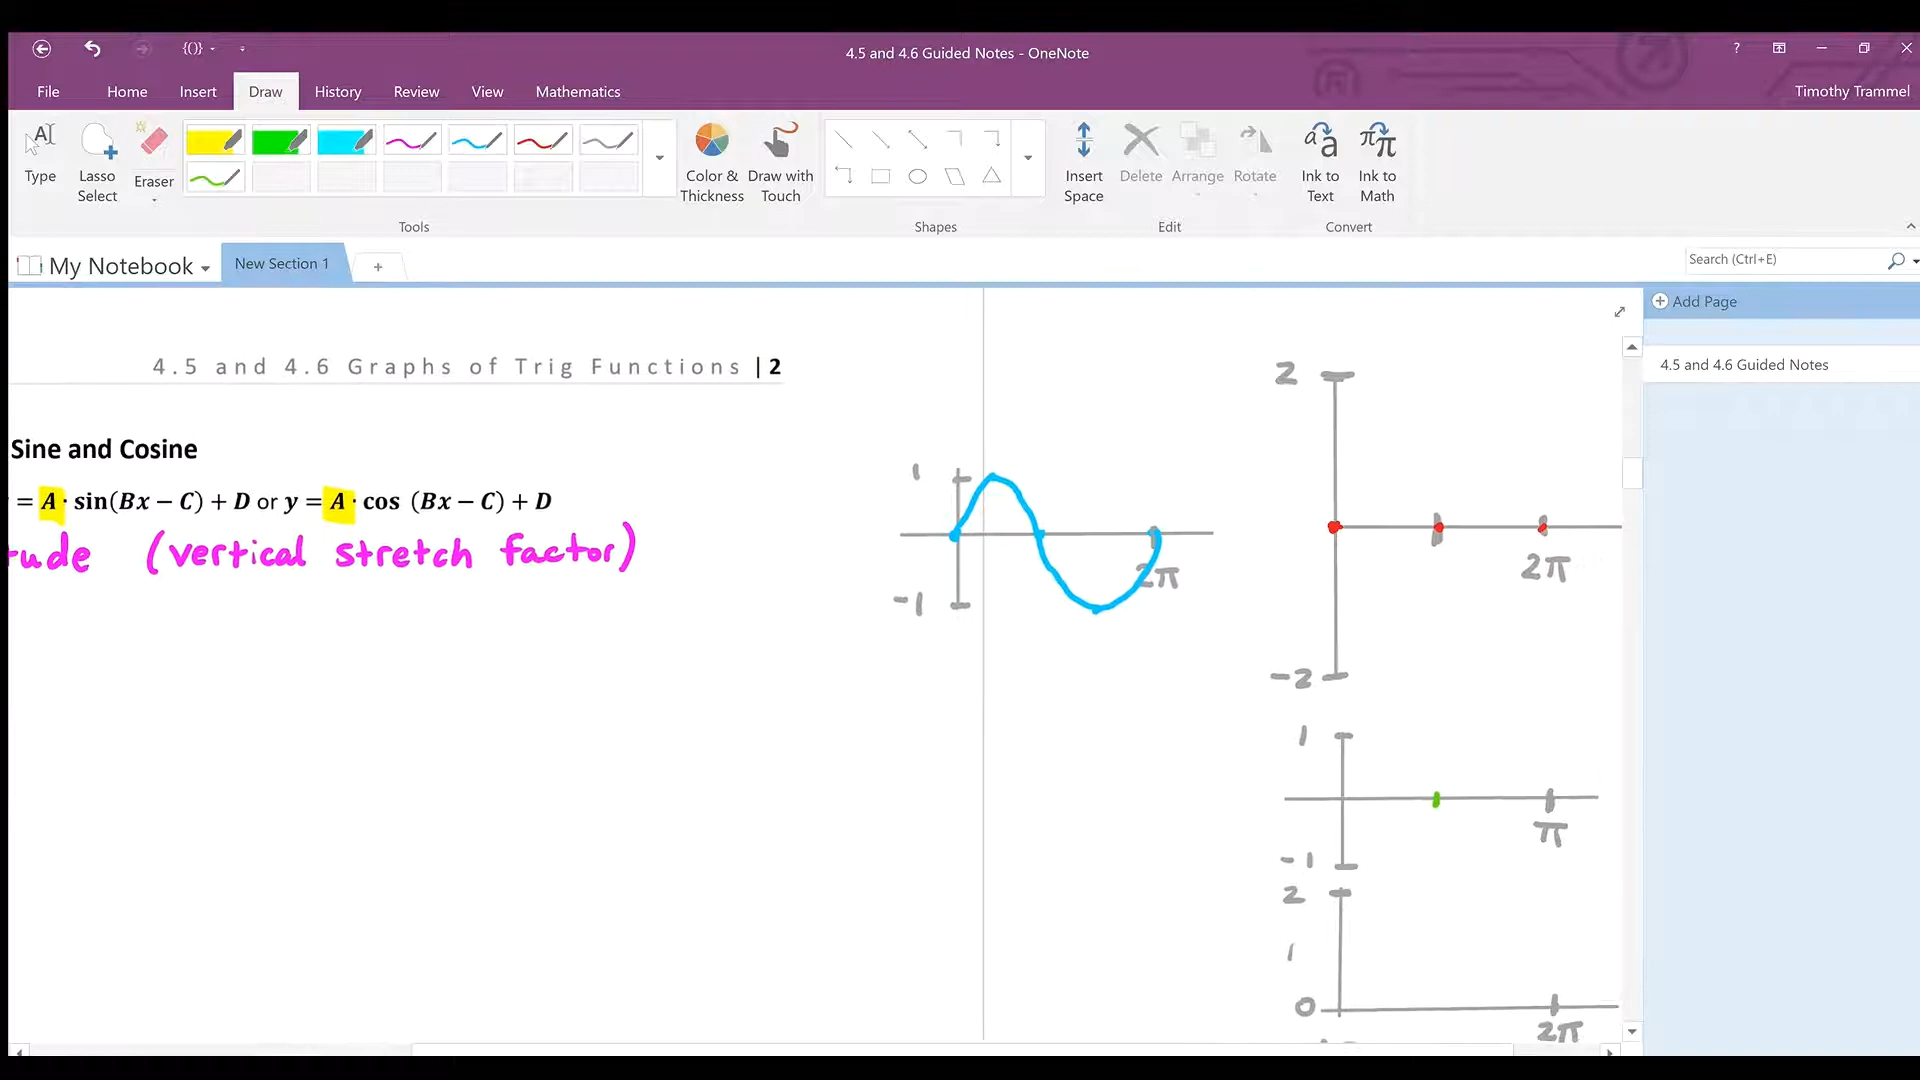 4.5 and 4.6 Guided Notes - OneNote
?
File Home Insert Draw History Review View Mathematics
Timothy Trammel
Type
Lasso Select
Eraser
Color & Thickness
Draw with Touch
Insert Space
Delete
Arrange
Rotate
Ink to Text
Ink to Math
Tools
Shapes
Edit
Convert
My Notebook
New Section 1
+
Search (Ctrl+E)
Add Page
4.5 and 4.6 Guided Notes
4.5 and 4.6 Graphs of Trig Functions |2
Sine and Cosine
= A · sin(Bx − C) + D or y = A · cos (Bx − C) + D
tude (vertical stretch factor)
1
-1
2π
2
-2
2π
1
-1
π
2
1
0
2π